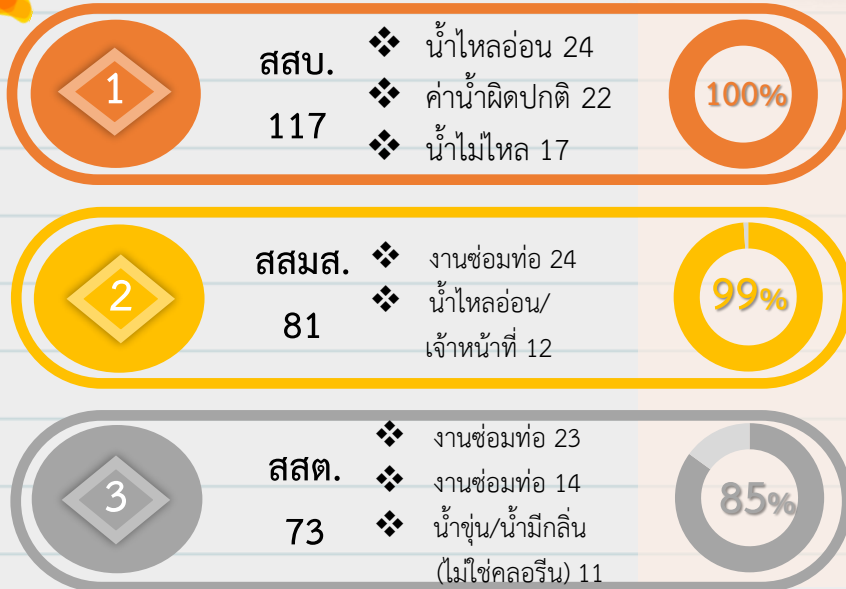 1
สสบ.
117
❖ น้ำไหลอ่อน 24
❖ ค่าน้ำผิดปกติ 22
❖ น้ำไม่ไหล 17
100%
2
สสมส.
81
❖ งานซ่อมท่อ 24
❖ น้ำไหลอ่อน/
เจ้าหน้าที่ 12
99%
3
สสต.
73
❖ งานซ่อมท่อ 23
❖ งานซ่อมท่อ 14
❖ น้ำขุ่น/น้ำมีกลิ่น
(ไม่ใช่คลอรีน) 11
85%